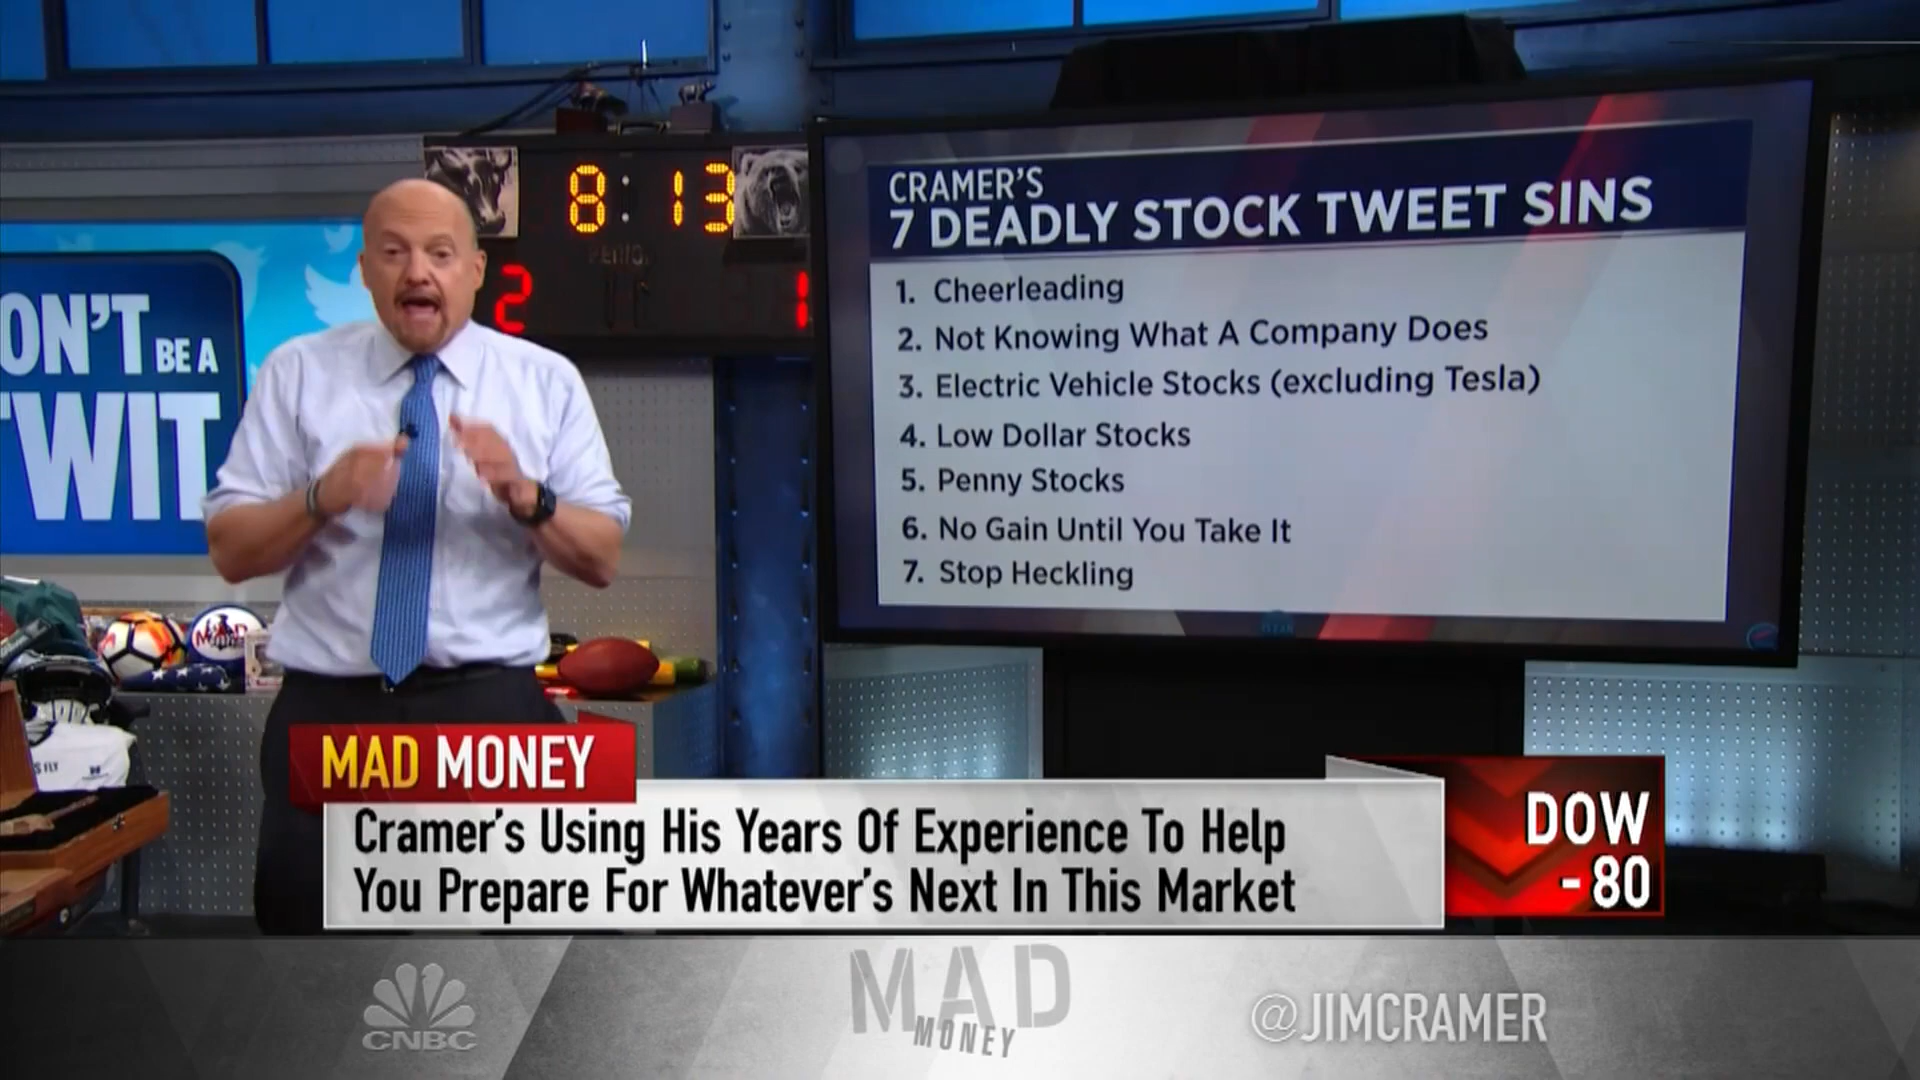 ON'T
BE A
TWIT
8:13
PERIOD
2
1
CRAMER'S
7 DEADLY STOCK TWEET SINS
1. Cheerleading
2. Not Knowing What A Company Does
3. Electric Vehicle Stocks (excluding Tesla)
4. Low Dollar Stocks
5. Penny Stocks
6. No Gain Until You Take It
7. Stop Heckling
MAD
MAD MONEY
Cramer's Using His Years Of Experience To Help
You Prepare For Whatever's Next In This Market
DOW
-80
CNBC
MAD
MONEY
@JIMCRAMER